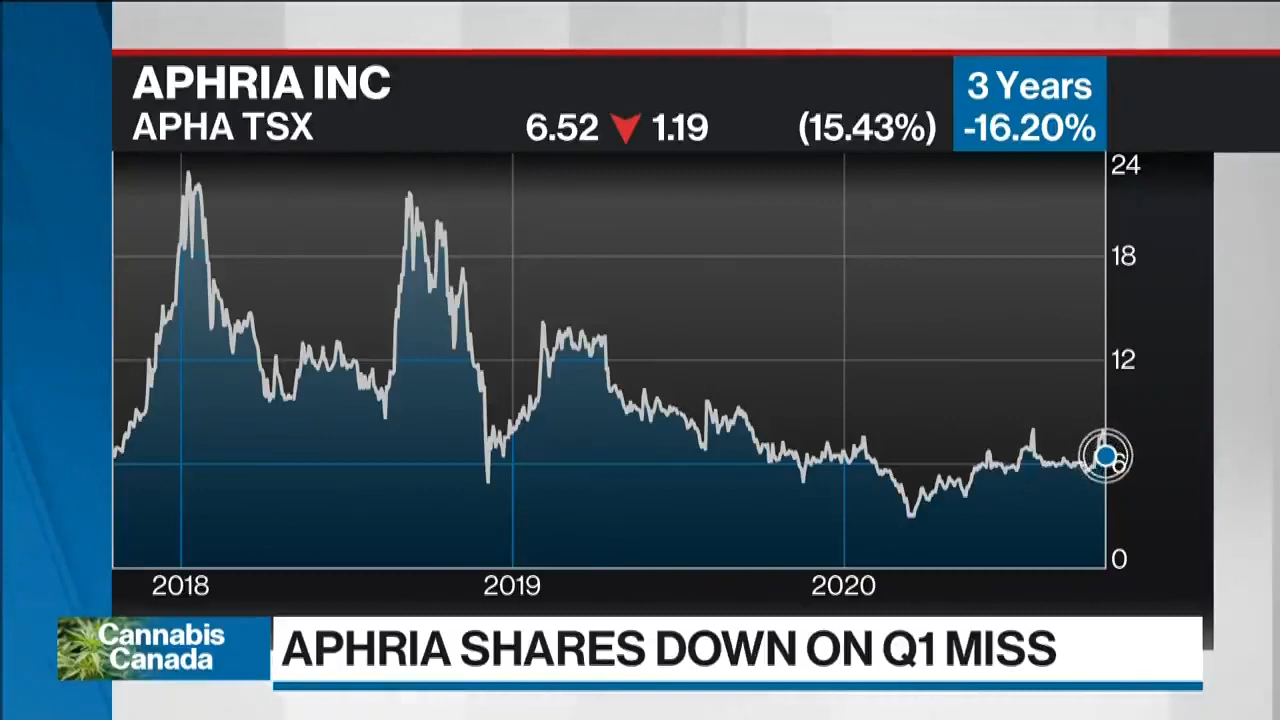 APHRIA INC
APHA TSX
6.52 1.19 (15.43%)
3 Years
-16.20%
24
18
12
6
0
2018 2019 2020
Cannabis
Canada
APHRIA SHARES DOWN ON Q1 MISS